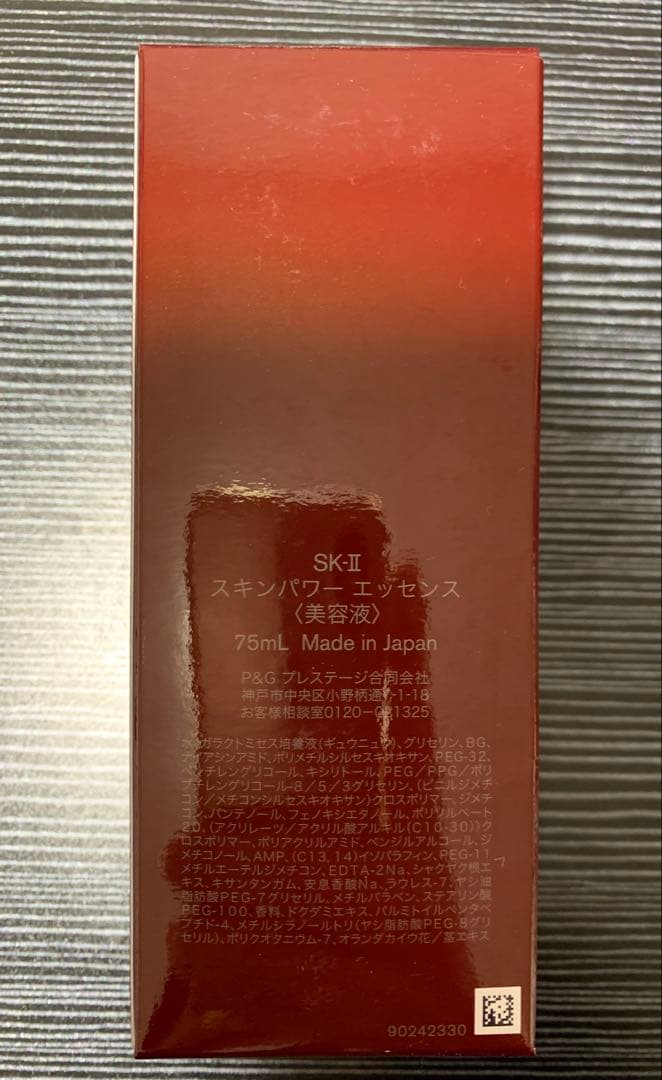 SK-II
スキンパワー エッセンス
〈美容液〉
75mL Made in Japan
P&G プレステージ合同会社
神戸市中央区小野柄通7-1-18
お客様相談室0120-021325
水、ガラクトミセス培養液(ギュウニュウ)、グリセリン、BG、
ナイアシンアミド、ポリメチルシルセスキオキサン、PEG-32、
ペンチレングリコール、キシリトール、PEG/PPG/ポリ
ブチレングリコール-8/5/3グリセリン、(ビニルジメチ
コン/メチコンシルセスキオキサン)クロスポリマー、ジメチ
コン、パンテノール、フェノキシエタノール、ポリソルベート
20、(アクリレーツ/アクリル酸アルキル(C10-30))ク
ロスポリマー、ポリアクリルアミド、ベンジルアルコール、ジ
メチコノール、AMP、(C13,14)イソパラフィン、PEG-11
メチルエーテルジメチコン、EDTA-2Na、シャクヤク根エ
キス、キサンタンガム、安息香酸Na、ラウレス-7、ヤシ油
脂肪酸PEG-7グリセリル、メチルパラベン、ステアリン酸
PEG-100、香料、ドクダミエキス、パルミトイルペンタペ
プチド-4、メチルシラノールトリ(ヤシ脂肪酸PEG-8グリ
セリル)、ポリクオタニウム-7、オランダカイウ花/茎エキス
90242330